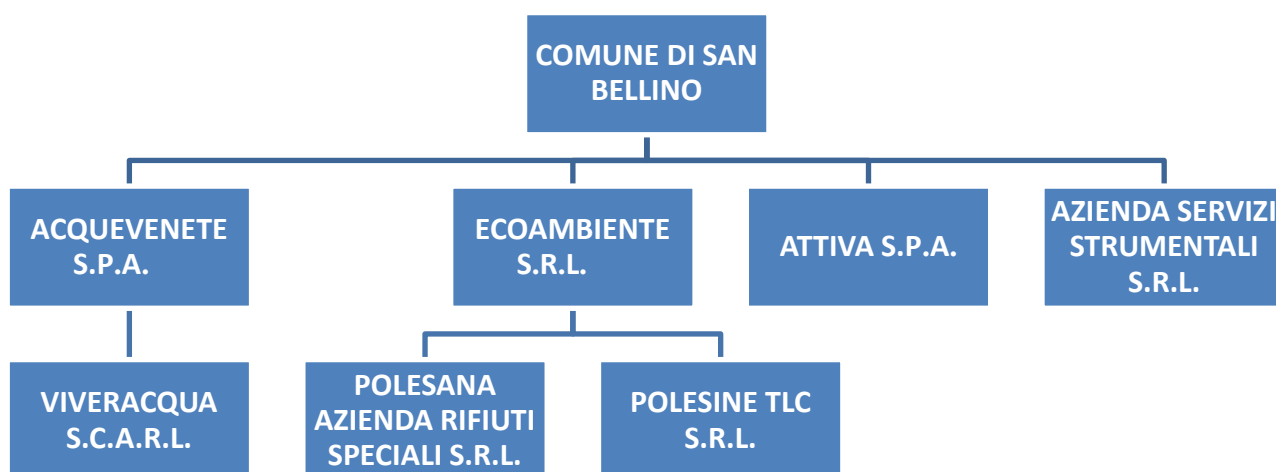 COMUNE DI SAN
BELLINO
ACQUEVENETE
S.P.A.
ECOAMBIENTE
S.R.L.
ATTIVA S.P.A.
AZIENDA SERVIZI
STRUMENTALI
S.R.L.
VIVERACQUA
S.C.A.R.L.
POLESANA
AZIENDA RIFIUTI
SPECIALI S.R.L.
POLESINE TLC
S.R.L.